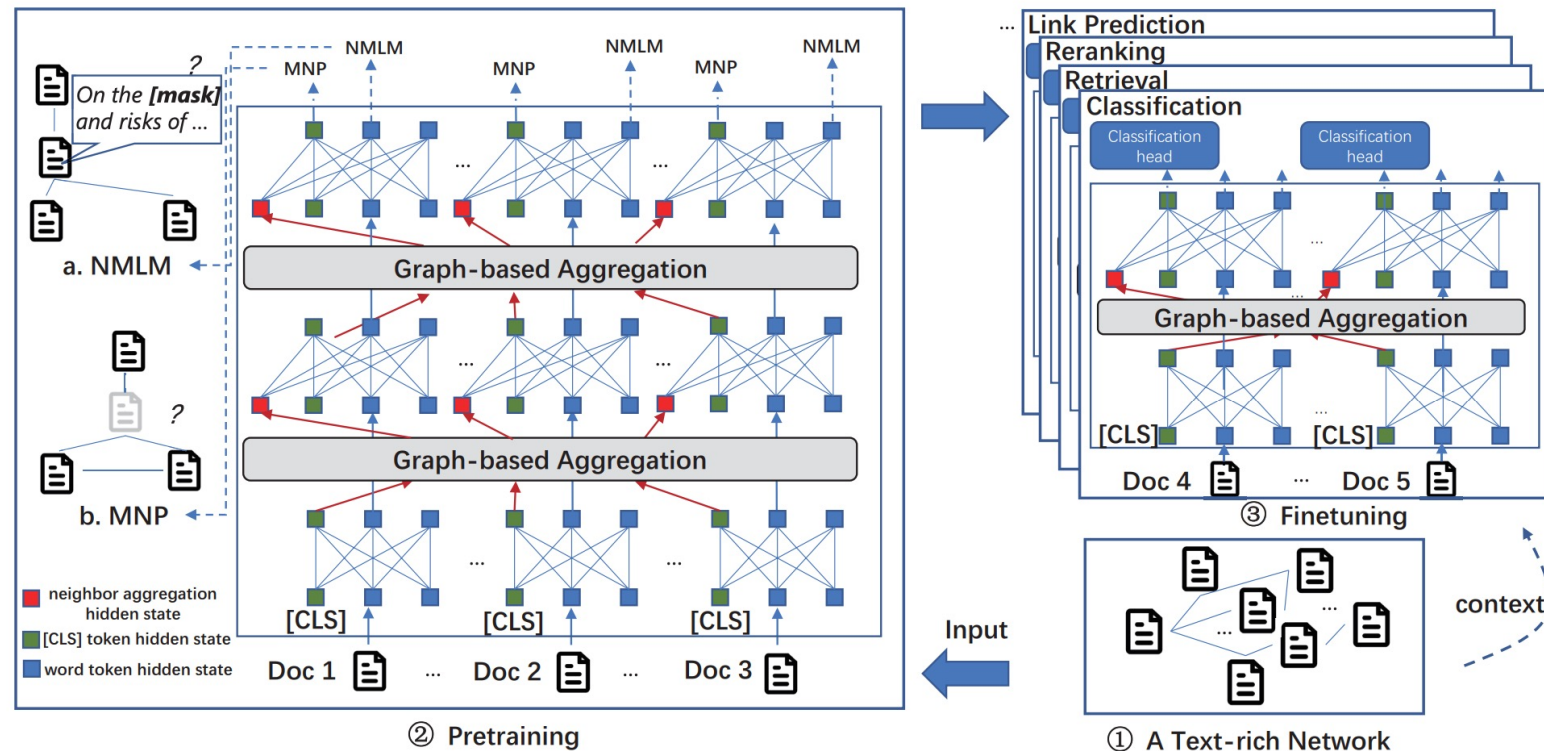 NMLM
MNP
?
On the [mask]
and risks of ...
a. NMLM
?
b. MNP
neighbor aggregation
hidden state
[CLS] token hidden state
word token hidden state
MNP
NMLM
MNP
NMLM
... ...
Graph-based Aggregation
... ...
Graph-based Aggregation
... ...
[CLS] [CLS] [CLS]
Doc 1 ... Doc 2 ... Doc 3
② Pretraining
... Link Prediction
Reranking
Retrieval
Classification
Classification
head
Classification
head
...
...
Graph-based Aggregation
...
[CLS] [CLS]
Doc 4 ... Doc 5
③ Finetuning
Input
...
...
context
① A Text-rich Network